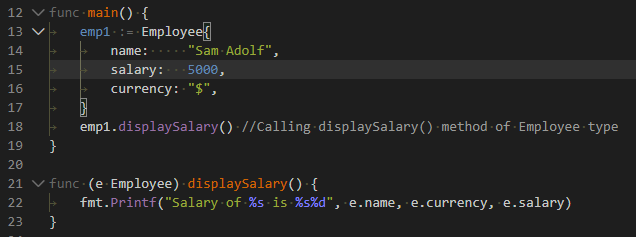 12 func main() {
13 emp1 := Employee{
14 name: "Sam Adolf",
15 salary: 5000,
16 currency: "$",
17 }
18 emp1.displaySalary() //Calling displaySalary() method of Employee type
19 }
20
21 func (e Employee) displaySalary() {
22 fmt.Printf("Salary of %s is %s%d", e.name, e.currency, e.salary)
23 }